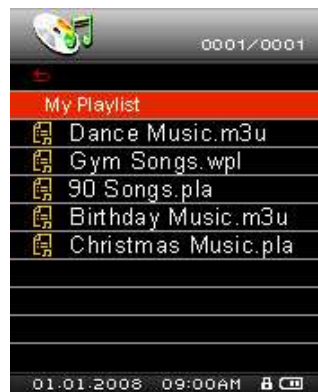 0001/0001
My Playlist
Dance Music.m3u
Gym Songs.wpl
90 Songs.pla
Birthday Music.m3u
Christmas Music.pla
01.01.2008 09:00AM